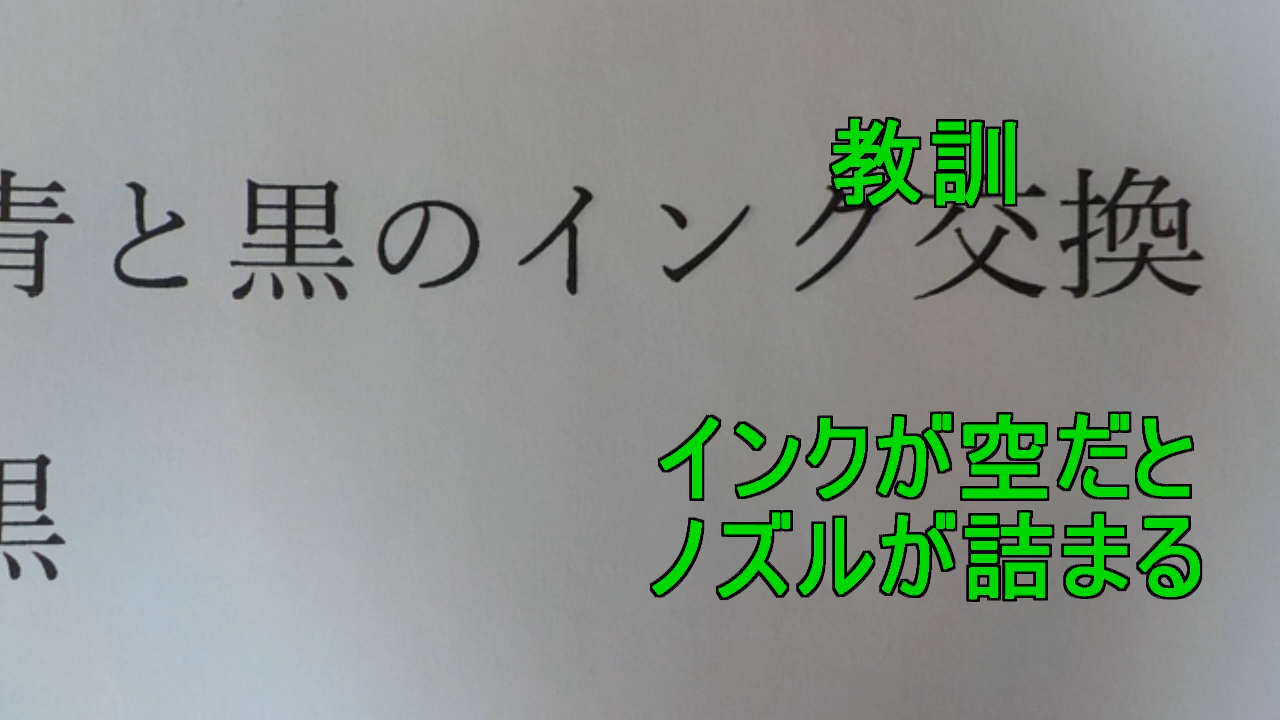 教訓
青と黒のインク交換
インクが空だと
黒
ノズルが詰まる